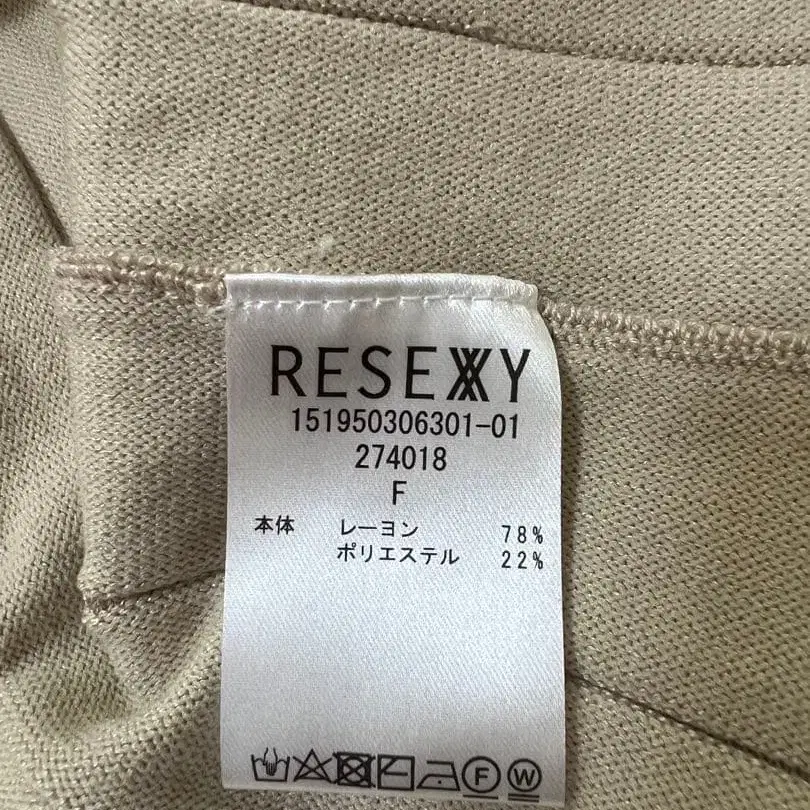 RESEXXY
151950306301-01
274018
F
本体 レーヨン 78%
ポリエステル 22%
F W